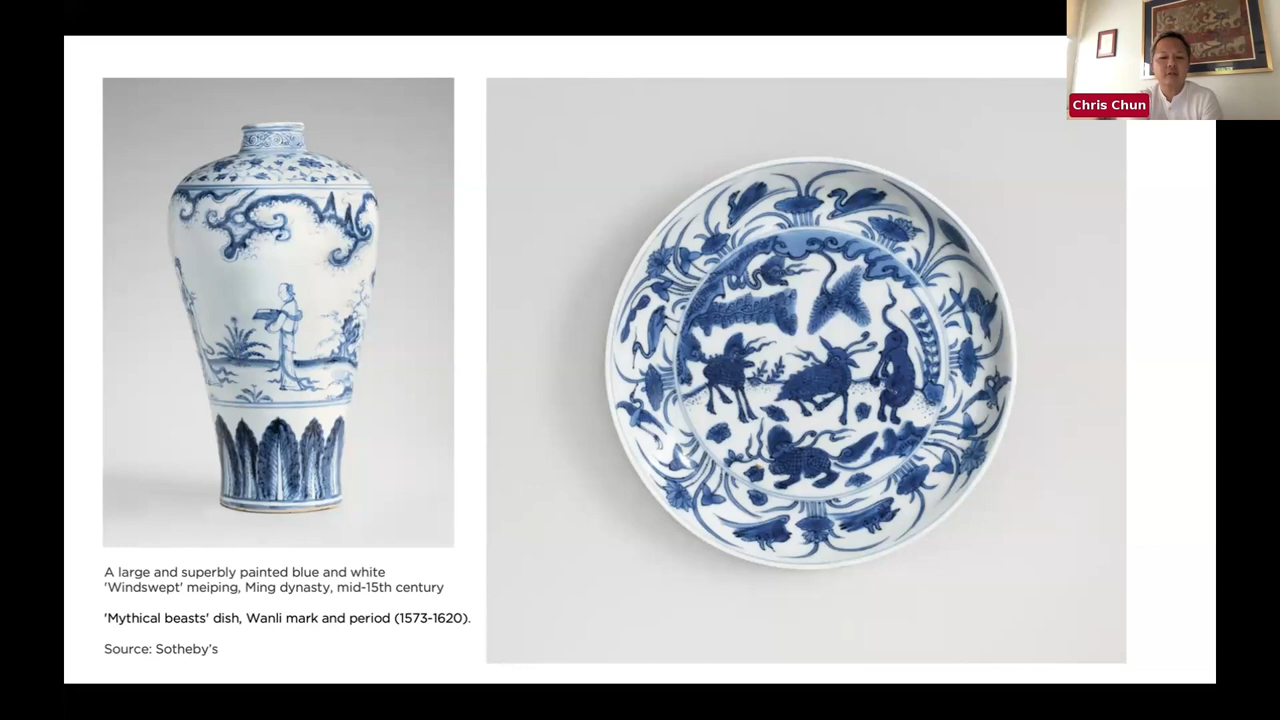 Chris Chun
A large and superbly painted blue and white
'Windswept' meiping, Ming dynasty, mid-15th century
'Mythical beasts' dish, Wanli mark and period (1573-1620).
Source: Sotheby's